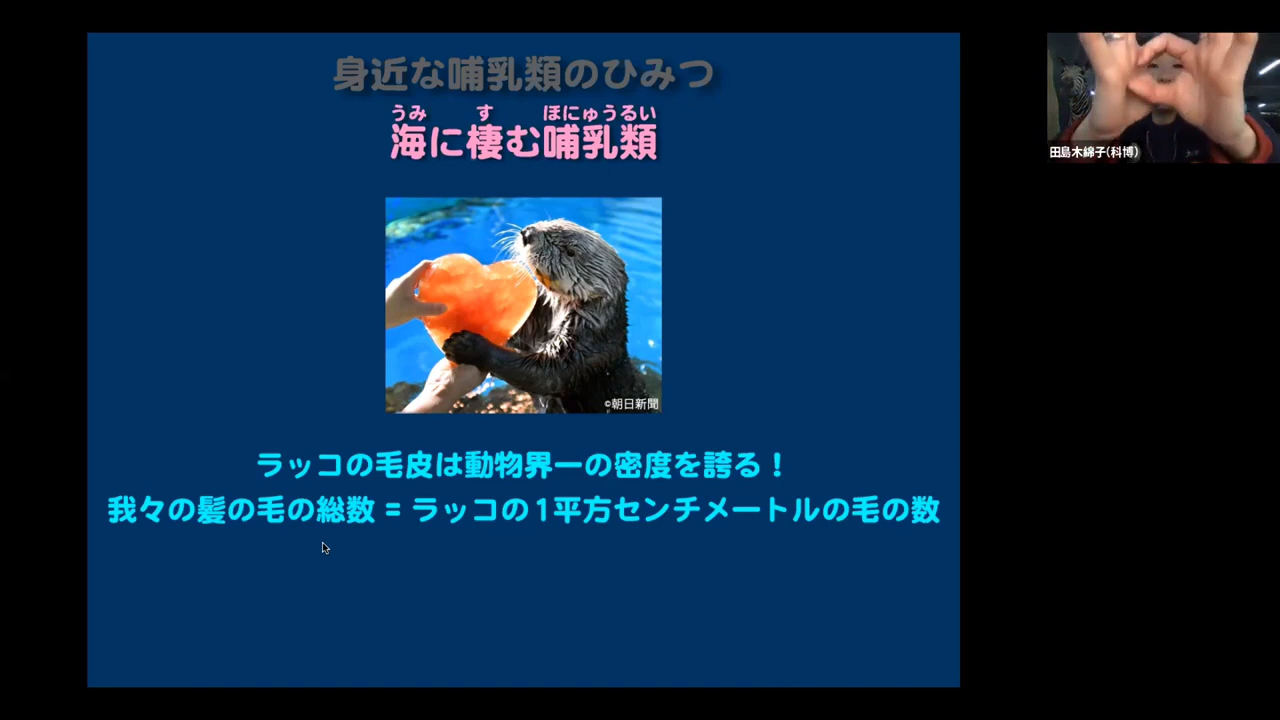 身近な哺乳類のひみつ
うみ す ほにゅうるい
海に棲む哺乳類
©朝日新聞
ラッコの毛皮は動物界一の密度を誇る！
我々の髪の毛の総数 = ラッコの1平方センチメートルの毛の数
田島木綿子(科博)